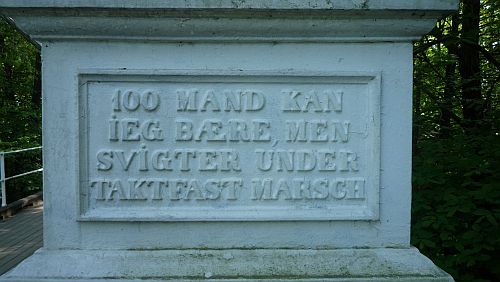 100 MAND KAN
iEG BÆRE, MEN
SVIGTER UNDER
TAKTFAST MARSCH